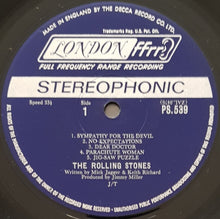 MADE IN ENGLAND BY THE DECCA RECORD CO. LTD.
Trademarks Reg. U.S. Pat. Off.
LONDON ffrr
FULL FREQUENCY RANGE RECORDING
STEREOPHONIC
Speed 33⅓
Side
1
PS.539
1. SYMPATHY FOR THE DEVIL
2. NO EXPECTATIONS
3. DEAR DOCTOR
4. PARACHUTE WOMAN
5. JIG-SAW PUZZLE
THE ROLLING STONES
Written by Mick Jagger & Keith Richard
Produced by Jimmy Miller
J/T